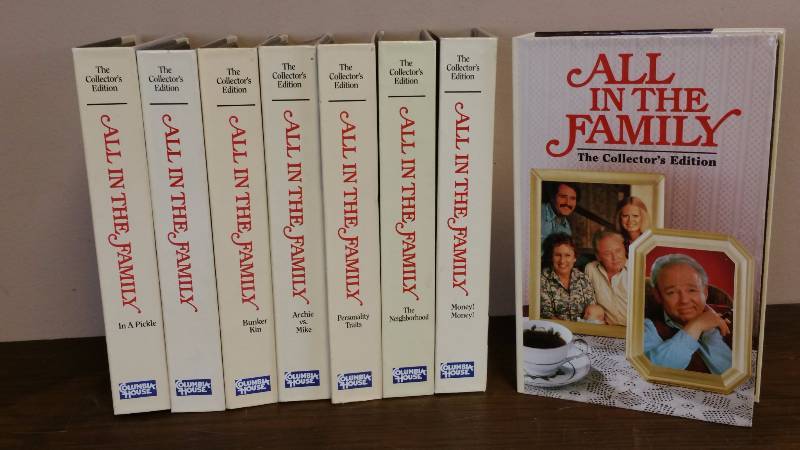 The
Collector's
Edition
ALL IN THE FAMILY
In A Pickle
COLUMBIA
HOUSE
The
Collector's
Edition
ALL IN THE FAMILY
COLUMBIA
HOUSE
The
Collector's
Edition
ALL IN THE FAMILY
Bunker
Kin
COLUMBIA
HOUSE
The
Collector's
Edition
ALL IN THE FAMILY
Archie
vs.
Mike
COLUMBIA
HOUSE
The
Collector's
Edition
ALL IN THE FAMILY
Personality
Traits
COLUMBIA
HOUSE
The
Collector's
Edition
ALL IN THE FAMILY
The
Neighborhood
COLUMBIA
HOUSE
The
Collector's
Edition
ALL IN THE FAMILY
Money!
Money!
COLUMBIA
HOUSE
ALL
IN THE
FAMILY
The Collector's Edition